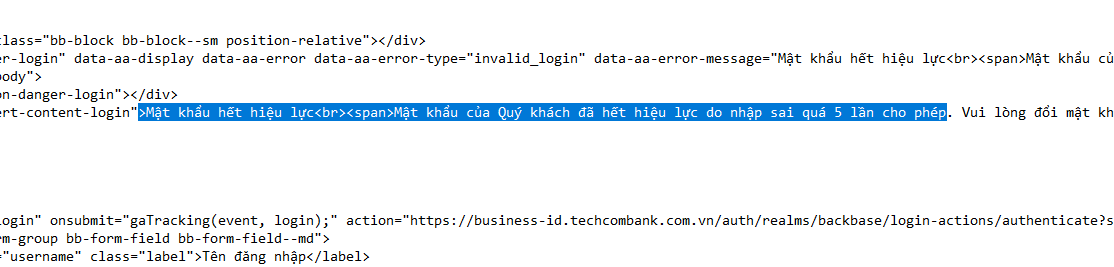 class="bb-block bb-block--sm position-relative"></div>
er-login" data-aa-display data-aa-error data-aa-error-type="invalid_login" data-aa-error-message="Mật khẩu hết hiệu lực<br><span>Mật khẩu củ
body">
on-danger-login"></div>
ert-content-login">Mật khẩu hết hiệu lực<br><span>Mật khẩu của Quý khách đã hết hiệu lực do nhập sai quá 5 lần cho phép. Vui lòng đổi mật kh
login" onsubmit="gaTracking(event, login);" action="https://business-id.techcombank.com.vn/auth/realms/backbase/login-actions/authenticate?s
rm-group bb-form-field bb-form-field--md">
="username" class="label">Tên đăng nhập</label>